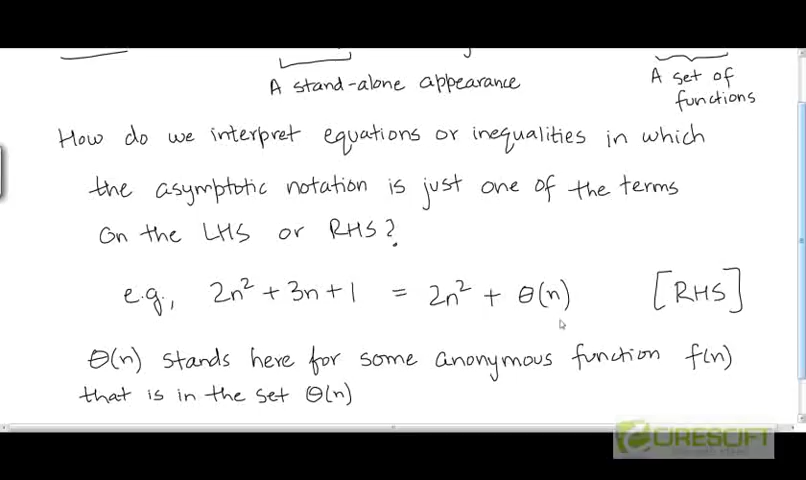 A stand-alone appearance
A set of
functions
How do we interpret equations or inequalities in which
the asymptotic notation is just one of the terms
on the LHS or RHS?
e.g., 2n² + 3n + 1 = 2n² + Θ(n) [RHS]
Θ(n) stands here for some anonymous function f(n)
that is in the set Θ(n)